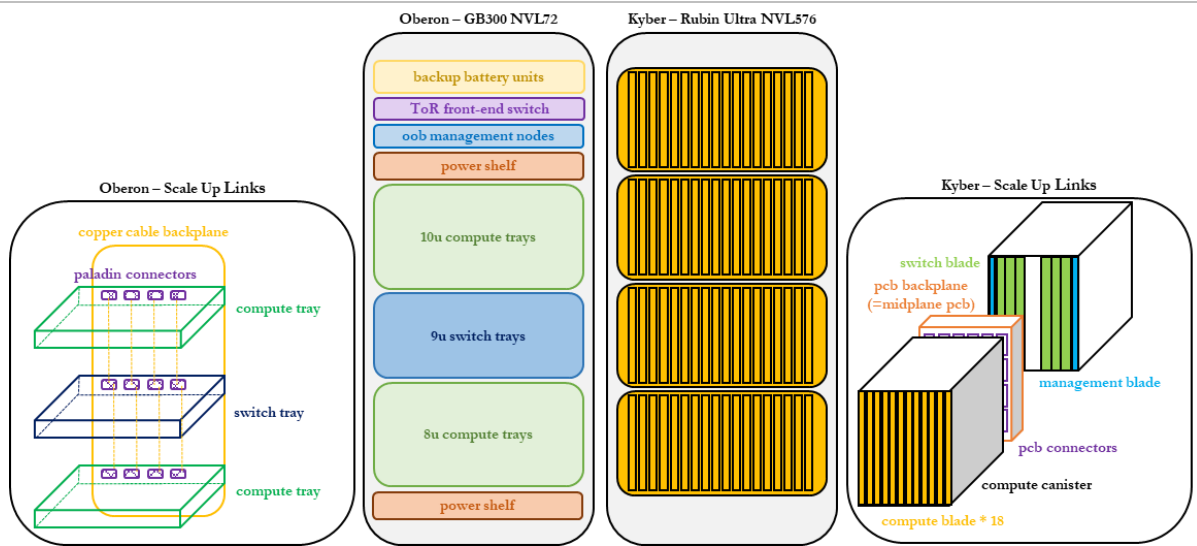 Oberon – GB300 NVL72
Kyber – Rubin Ultra NVL576
backup battery units
ToR front-end switch
oob management nodes
power shelf
10u compute trays
9u switch trays
8u compute trays
power shelf
Oberon – Scale Up Links
copper cable backplane
paladin connectors
compute tray
switch tray
compute tray
Kyber – Scale Up Links
switch blade
pcb backplane
(=midplane pcb)
management blade
pcb connectors
compute canister
compute blade * 18